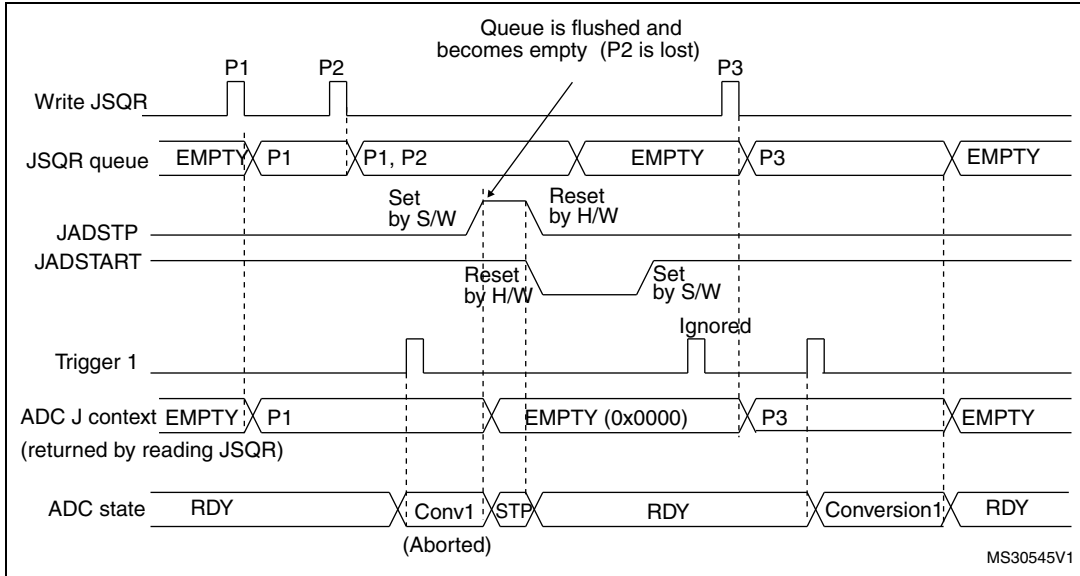 Queue is flushed and
becomes empty (P2 is lost)
P1
P2
P3
Write JSQR
JSQR queue
EMPTY
P1
P1, P2
EMPTY
P3
EMPTY
Set
by S/W
Reset
by H/W
JADSTP
JADSTART
Reset
by H/W
Set
by S/W
Ignored
Trigger 1
ADC J context
(returned by reading JSQR)
EMPTY
P1
EMPTY (0x0000)
P3
EMPTY
ADC state
RDY
Conv1
STP
RDY
Conversion1
RDY
(Aborted)
MS30545V1